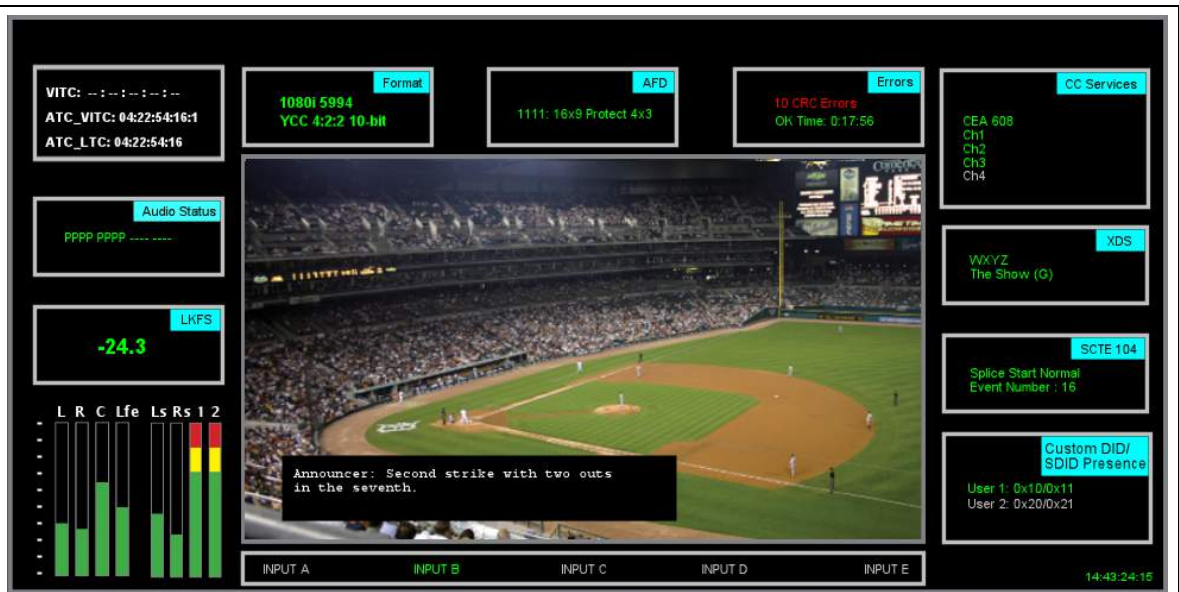 VITC: --:--:--:--:--
ATC_VITC: 04:22:54:16:1
ATC_LTC: 04:22:54:16
Format
1080i 5994
YCC 4:2:2 10-bit
AFD
1111: 16x9 Protect 4x3
Errors
10 CRC Errors
OK Time: 0:17:56
CC Services
CEA 608
Ch1
Ch2
Ch3
Ch4
Audio Status
PPPP PPPP ---- ----
XDS
WXYZ
The Show (G)
LKFS
-24.3
SCTE 104
Splice Start Normal
Event Number : 16
L R C Lfe Ls Rs 1 2
Custom DID/
SDID Presence
User 1: 0x10/0x11
User 2: 0x20/0x21
Announcer: Second strike with two outs
in the seventh.
INPUT A INPUT B INPUT C INPUT D INPUT E
14:43:24:15